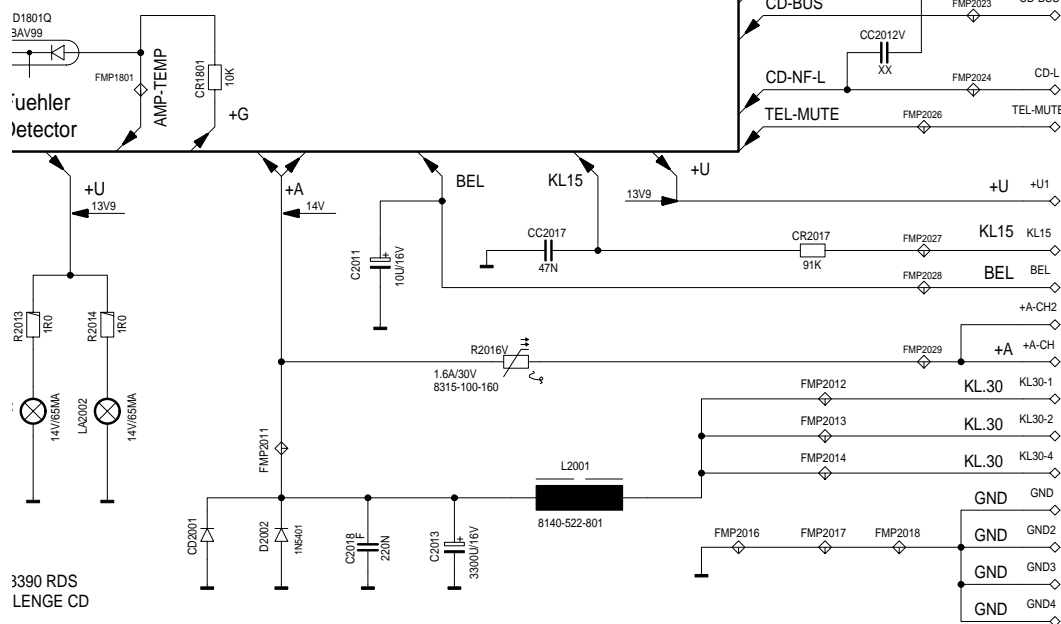 D1801Q
BAV99
FMP1801
AMP-TEMP
CR1801
10K
+G
Fuehler
Detector
CD-BUS
FMP2023
CC2012V
XX
CD-NF-L
FMP2024
CD-L
TEL-MUTE
FMP2026
TEL-MUTE
+U
13V9
+A
14V
BEL
KL15
+U
13V9
+U
+U1
C2011
+
10U/16V
CC2017
47N
CR2017
91K
FMP2027
KL15
KL15
FMP2028
BEL
BEL
+A-CH2
R2013
1R0
R2014
1R0
R2016V
1.6A/30V
8315-100-160
FMP2029
+A
+A-CH
FMP2012
KL.30
KL30-1
14V/65MA
LA2002
14V/65MA
FMP2013
KL.30
KL30-2
FMP2011
FMP2014
KL.30
KL30-4
L2001
8140-522-801
GND
GND
CD2001
D2002
1N5401
C2018
F
220N
C2013
+
3300U/16V
FMP2016
FMP2017
FMP2018
GND
GND2
GND
GND3
GND
GND4
3390 RDS
LENGE CD